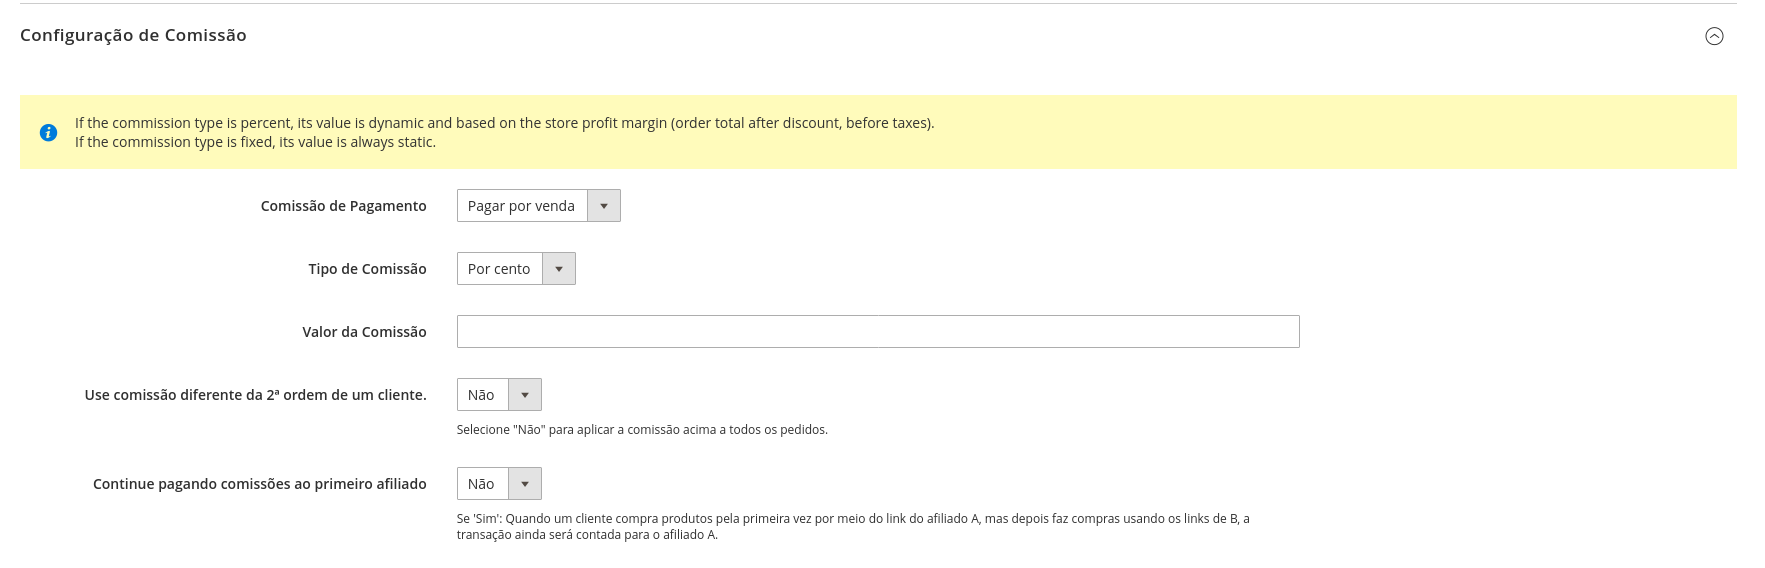 Configuração de Comissão
If the commission type is percent, its value is dynamic and based on the store profit margin (order total after discount, before taxes).
If the commission type is fixed, its value is always static.
Comissão de Pagamento Pagar por venda
Tipo de Comissão Por cento
Valor da Comissão
Use comissão diferente da 2ª ordem de um cliente. Não
Selecione "Não" para aplicar a comissão acima a todos os pedidos.
Continue pagando comissões ao primeiro afiliado Não
Se 'Sim': Quando um cliente compra produtos pela primeira vez por meio do link do afiliado A, mas depois faz compras usando os links de B, a
transação ainda será contada para o afiliado A.